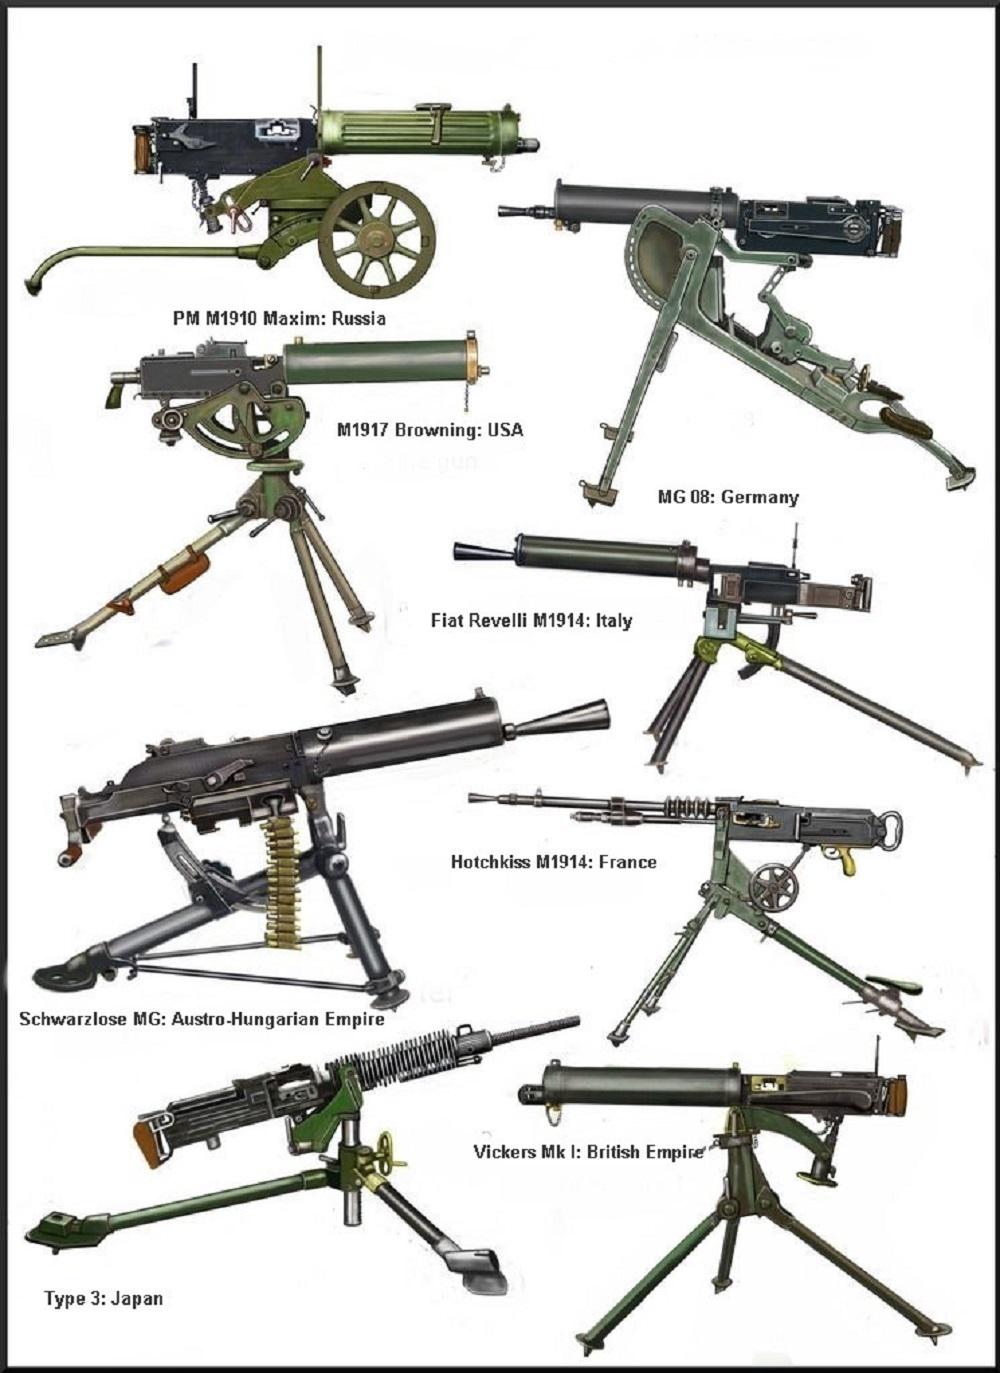 PM M1910 Maxim: Russia
M1917 Browning: USA
MG 08: Germany
Fiat Revelli M1914: Italy
Hotchkiss M1914: France
Schwarzlose MG: Austro-Hungarian Empire
Vickers Mk I: British Empire
Type 3: Japan